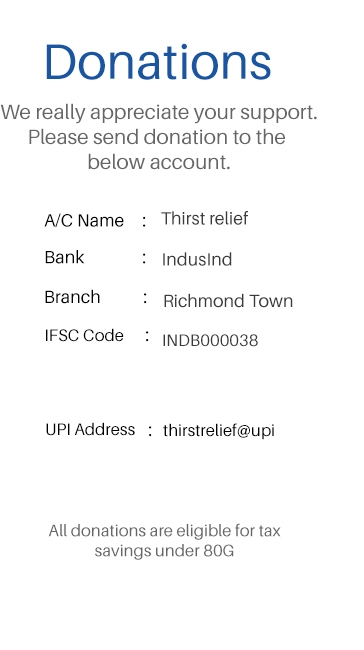 Donations
We really appreciate your support.
Please send donation to the
below account.
A/C Name : Thirst relief
Bank : IndusInd
Branch : Richmond Town
IFSC Code : INDB000038
UPI Address : thirstrelief@upi
All donations are eligible for tax
savings under 80G